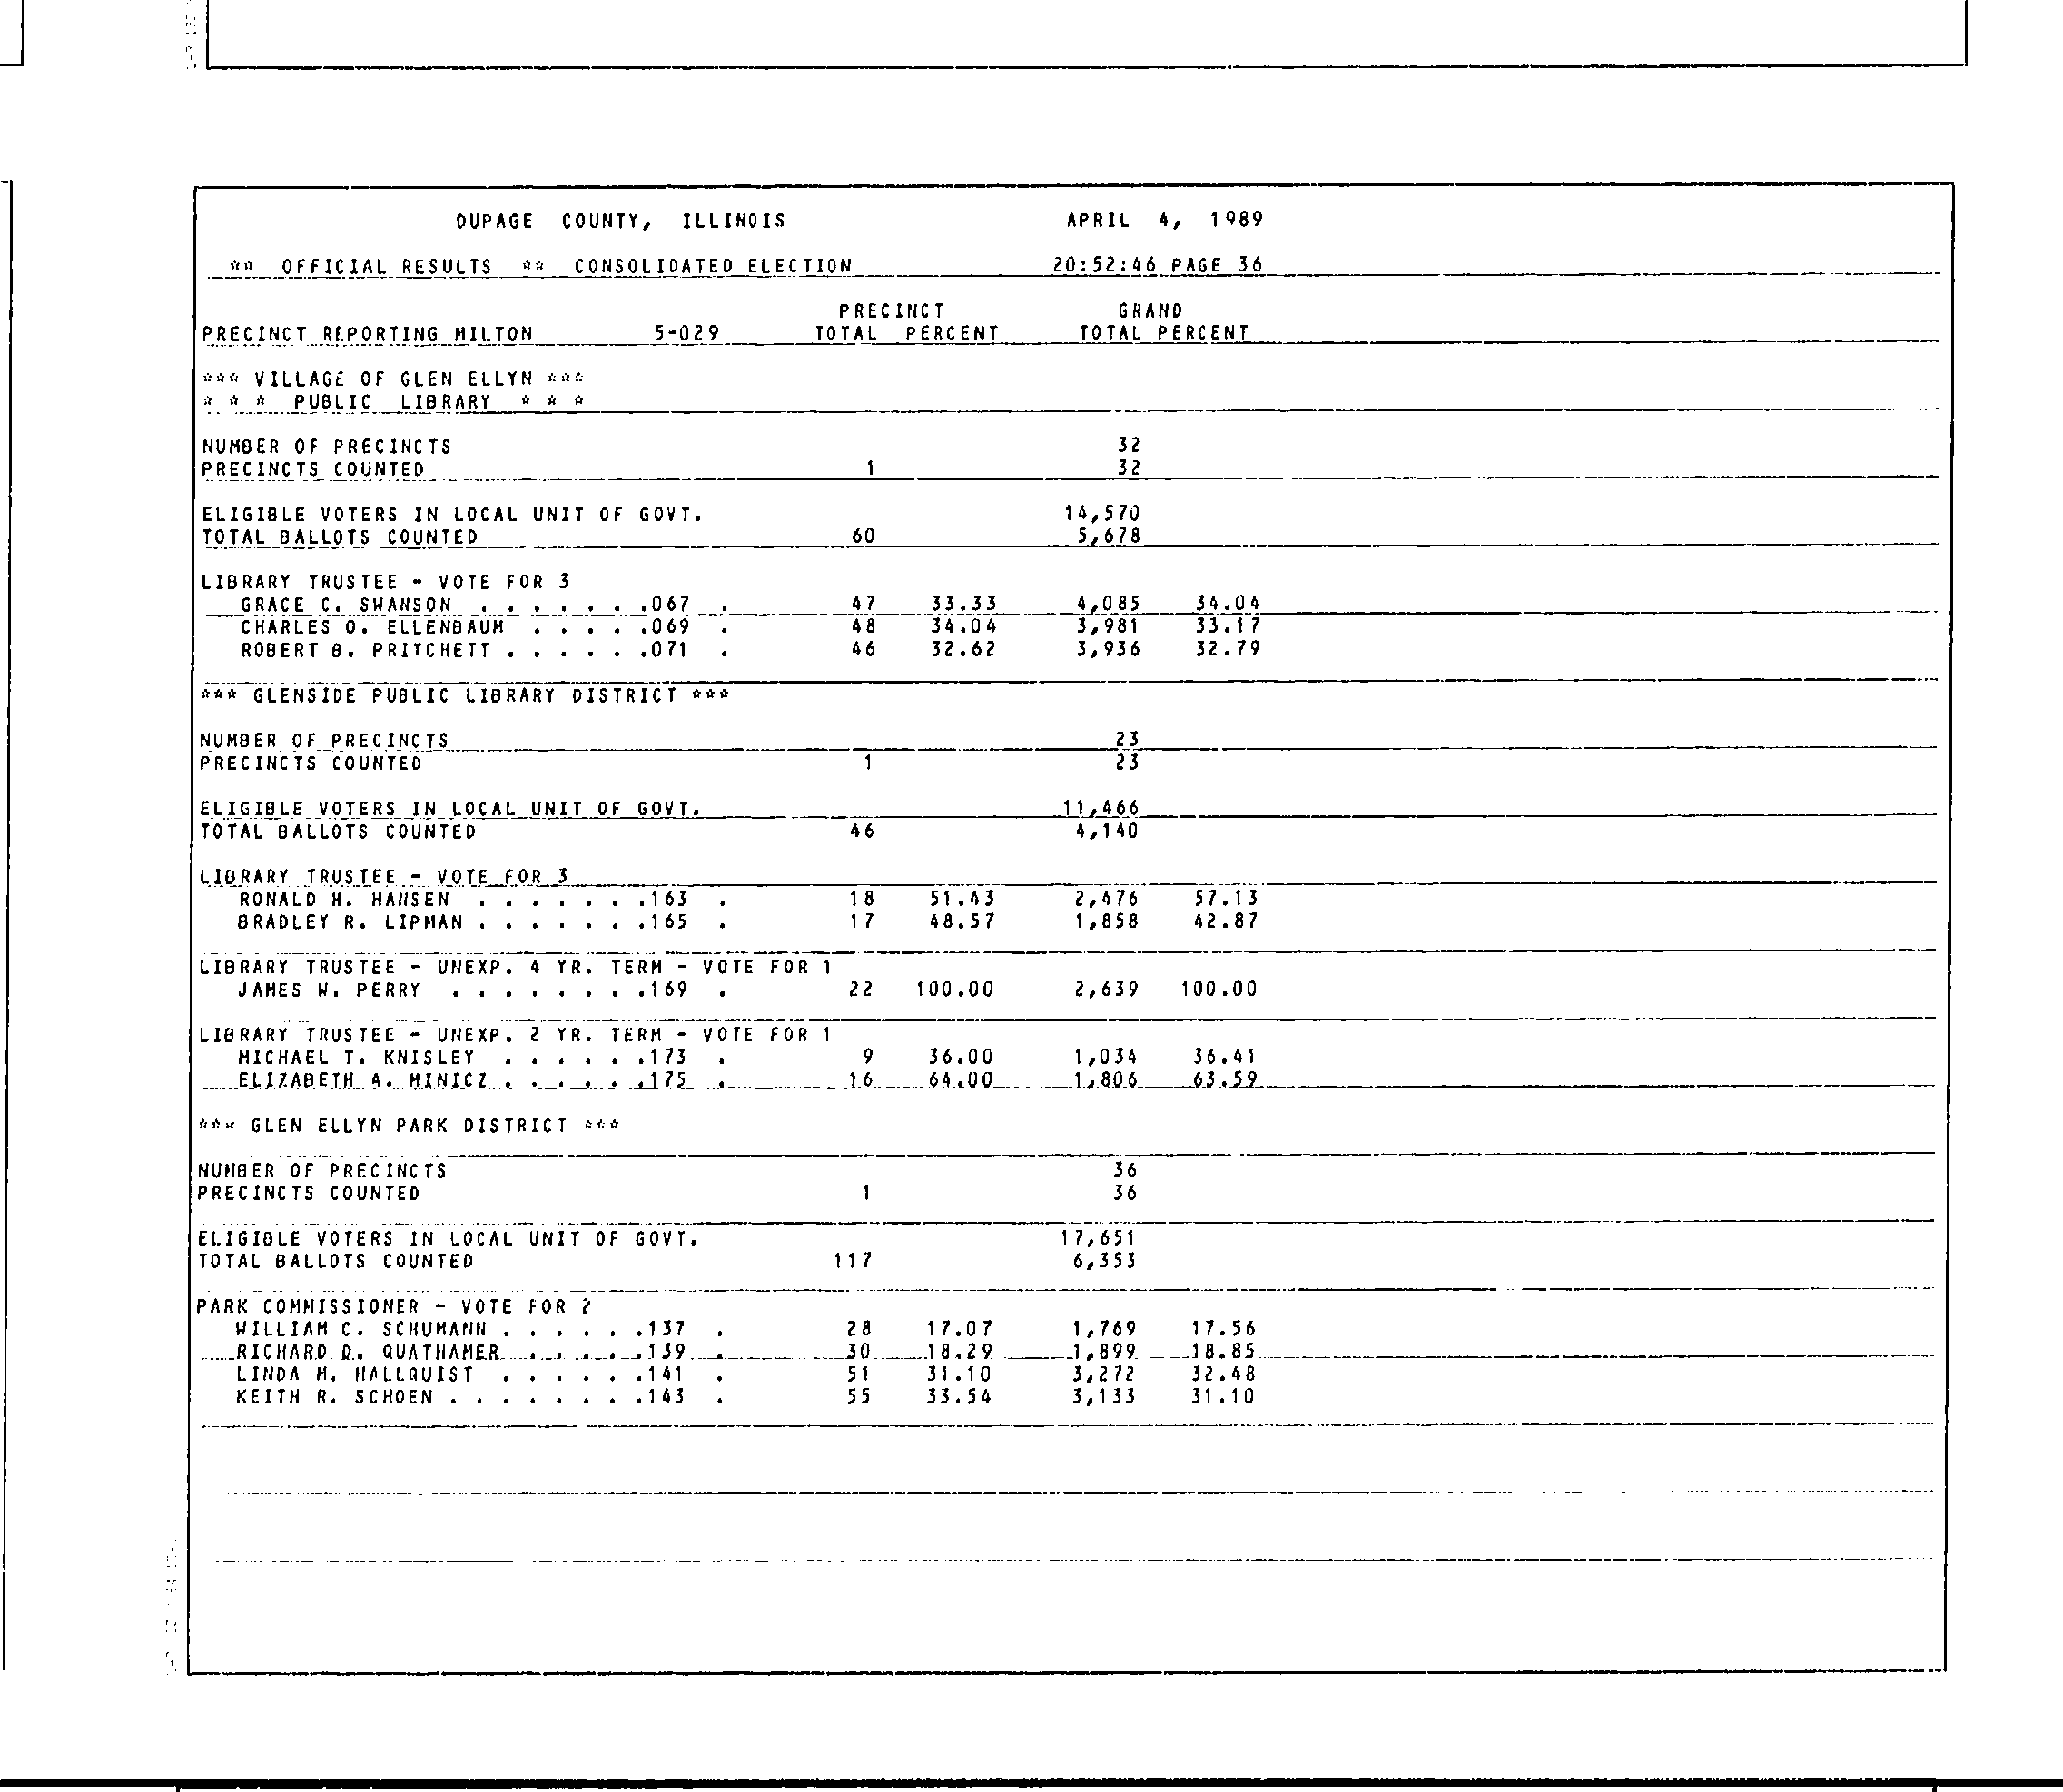 DUPAGE COUNTY, ILLINOIS APRIL 4, 1989
** OFFICIAL RESULTS ** CONSOLIDATED ELECTION 20:52:46 PAGE 36
PRECINCT GRAND
PRECINCT REPORTING MILTON 5-029 TOTAL PERCENT TOTAL PERCENT
*** VILLAGE OF GLEN ELLYN ***
* * * PUBLIC LIBRARY * * *
NUMBER OF PRECINCTS 32
PRECINCTS COUNTED 1 32
ELIGIBLE VOTERS IN LOCAL UNIT OF GOVT. 14,570
TOTAL BALLOTS COUNTED 60 5,678
LIBRARY TRUSTEE - VOTE FOR 3
GRACE C. SWANSON . . . . . . .067 . 47 33.33 4,085 34.04
CHARLES O. ELLENBAUM . . . . .069 . 48 34.04 3,981 33.17
ROBERT B. PRITCHETT . . . . . .071 . 46 32.62 3,936 32.79
*** GLENSIDE PUBLIC LIBRARY DISTRICT ***
NUMBER OF PRECINCTS 23
PRECINCTS COUNTED 1 23
ELIGIBLE VOTERS IN LOCAL UNIT OF GOVT. 11,466
TOTAL BALLOTS COUNTED 46 4,140
LIBRARY TRUSTEE - VOTE FOR 3
RONALD H. HANSEN . . . . . . .163 . 18 51.43 2,476 57.13
BRADLEY R. LIPMAN . . . . . . .165 . 17 48.57 1,858 42.87
LIBRARY TRUSTEE - UNEXP. 4 YR. TERM - VOTE FOR 1
JAMES W. PERRY . . . . . . . .169 . 22 100.00 2,639 100.00
LIBRARY TRUSTEE - UNEXP. 2 YR. TERM - VOTE FOR 1
MICHAEL T. KNISLEY . . . . . .173 . 9 36.00 1,034 36.41
ELIZABETH A. MINICZ . . . . . .175 . 16 64.00 1,806 63.59
*** GLEN ELLYN PARK DISTRICT ***
NUMBER OF PRECINCTS 36
PRECINCTS COUNTED 1 36
ELIGIBLE VOTERS IN LOCAL UNIT OF GOVT. 17,651
TOTAL BALLOTS COUNTED 117 6,353
PARK COMMISSIONER - VOTE FOR 2
WILLIAM C. SCHUMANN . . . . . .137 . 28 17.07 1,769 17.56
RICHARD D. QUATHAMER . . . . .139 . 30 18.29 1,899 18.85
LINDA M. HALLQUIST . . . . . .141 . 51 31.10 3,272 32.48
KEITH R. SCHOEN . . . . . . . .143 . 55 33.54 3,133 31.10